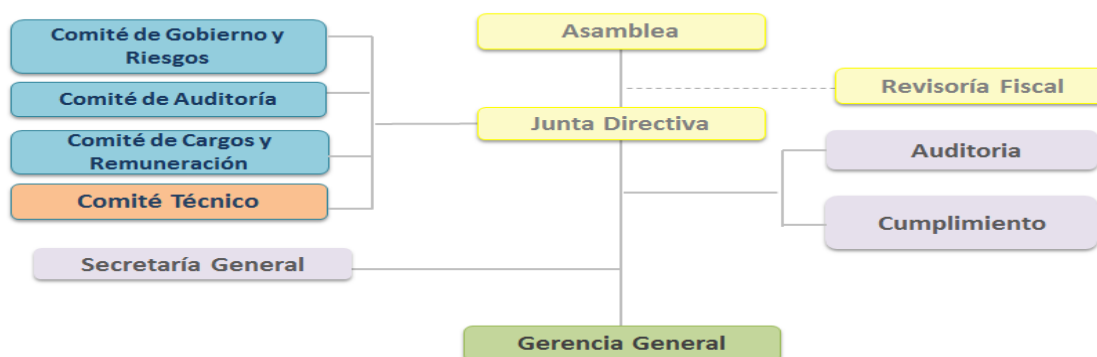 Comité de Gobierno y
Riesgos
Comité de Auditoría
Comité de Cargos y
Remuneración
Comité Técnico
Secretaría General
Asamblea
Junta Directiva
Revisoría Fiscal
Auditoria
Cumplimiento
Gerencia General